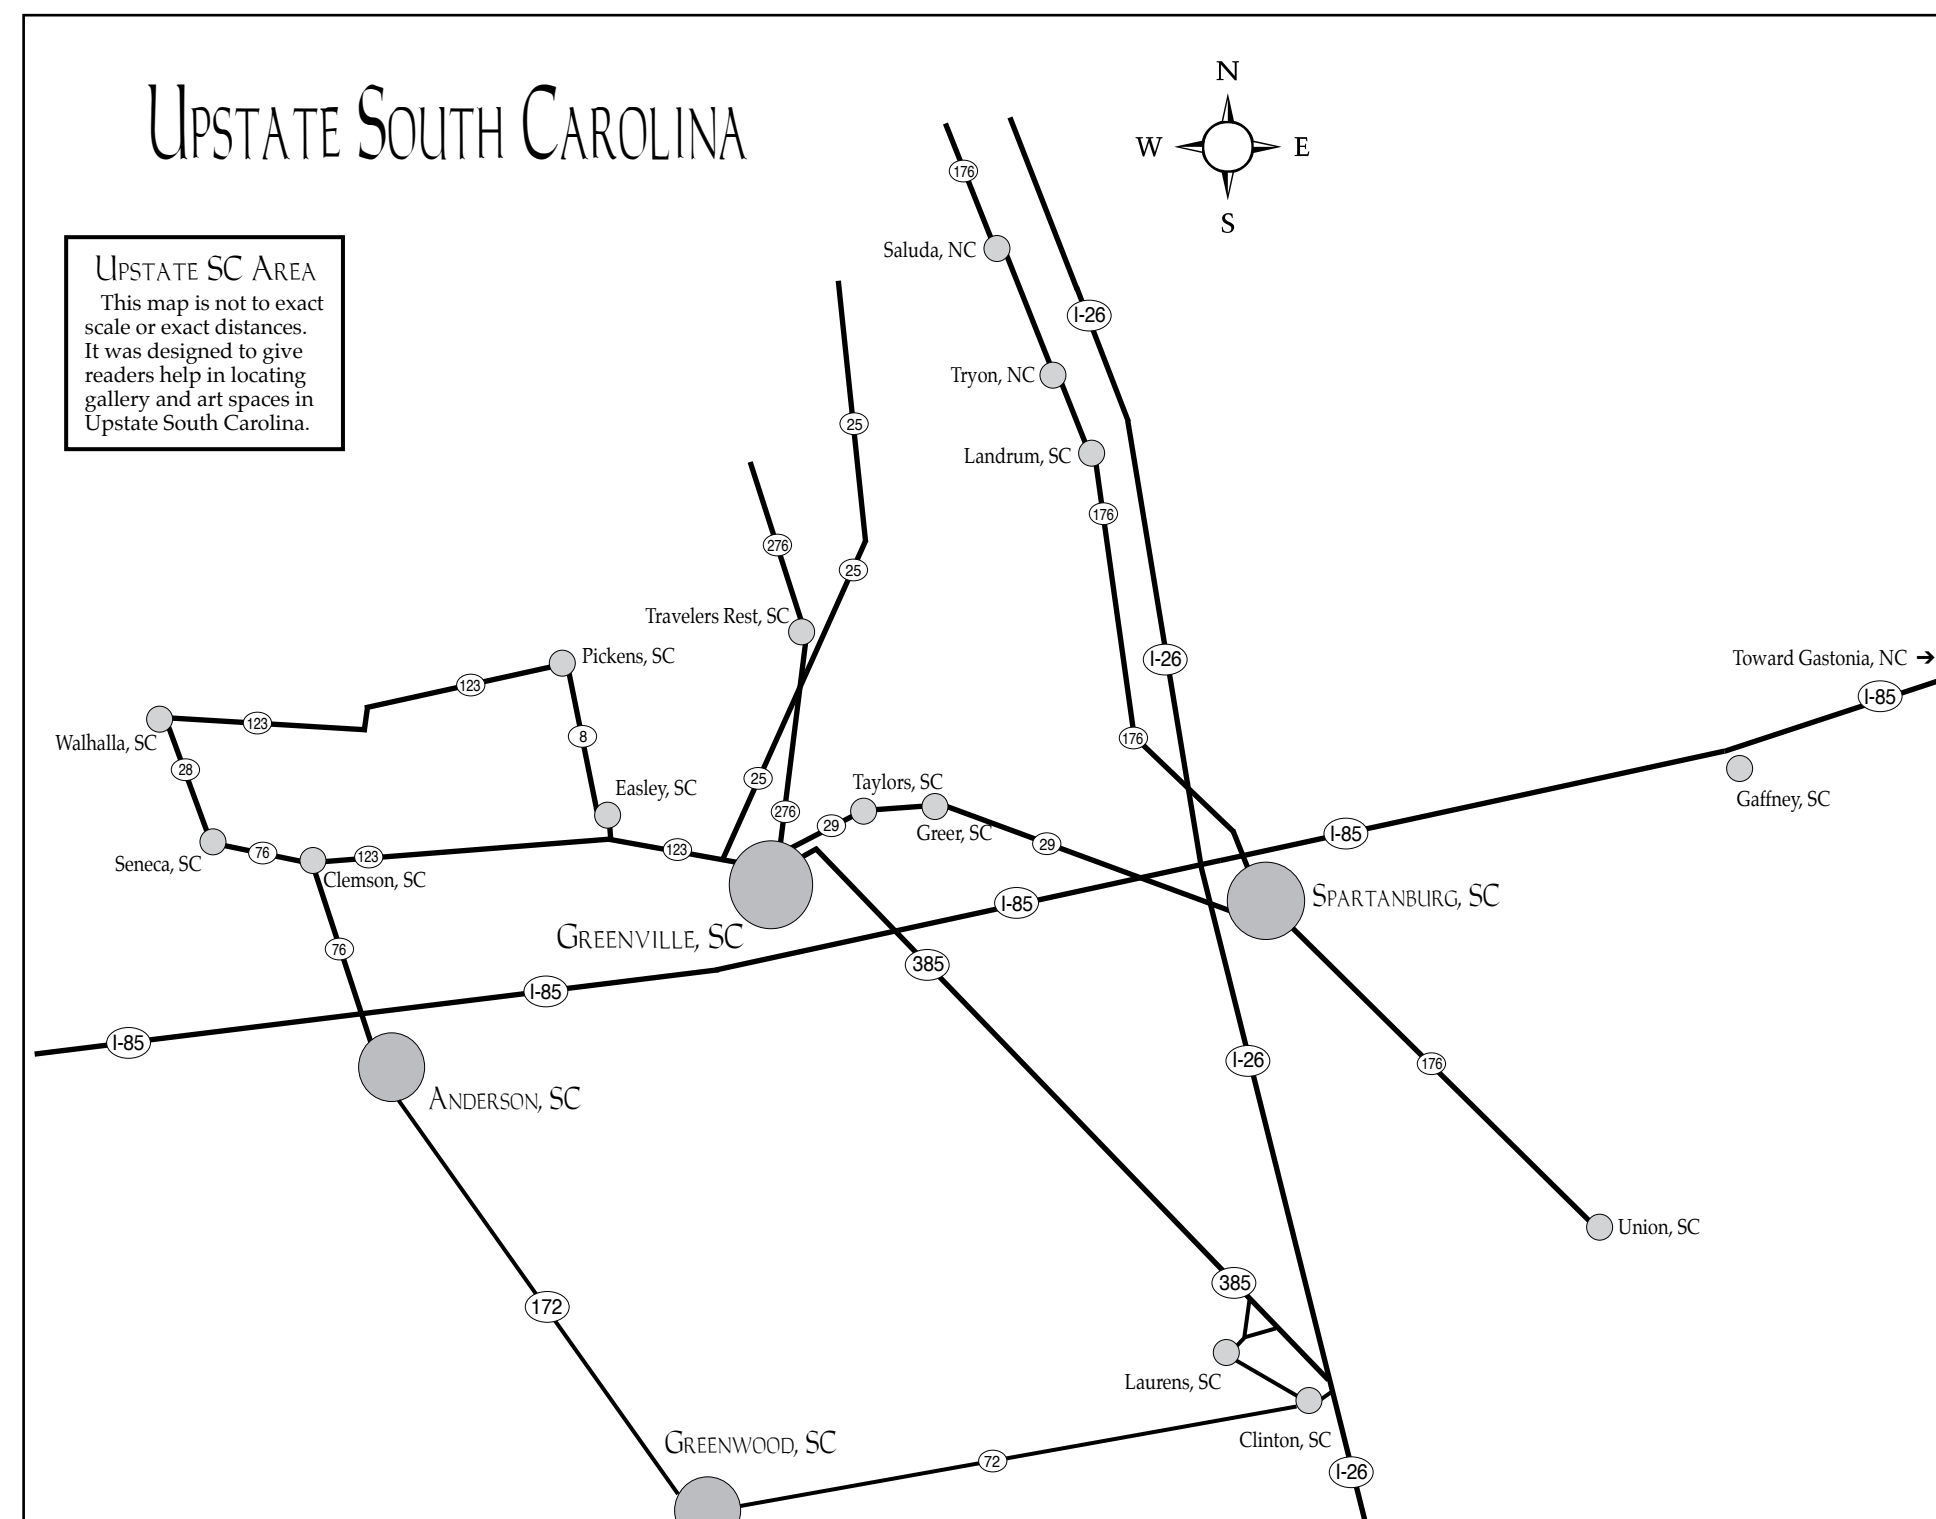 UPSTATE SOUTH CAROLINA
N
W
E
S
UPSTATE SC AREA
This map is not to exact
scale or exact distances.
It was designed to give
readers help in locating
gallery and art spaces in
Upstate South Carolina.
176
Saluda, NC
I-26
Tryon, NC
25
Landrum, SC
176
276
25
Travelers Rest, SC
Pickens, SC
I-26
Toward Gastonia, NC ➔
123
I-85
123
Walhalla, SC
8
176
28
25
Gaffney, SC
Easley, SC
Taylors, SC
276
29
Greer, SC
I-85
29
Seneca, SC
76
123
123
Clemson, SC
SPARTANBURG, SC
I-85
GREENVILLE, SC
76
385
I-85
I-85
I-26
176
ANDERSON, SC
Union, SC
385
172
Laurens, SC
Clinton, SC
GREENWOOD, SC
72
I-26